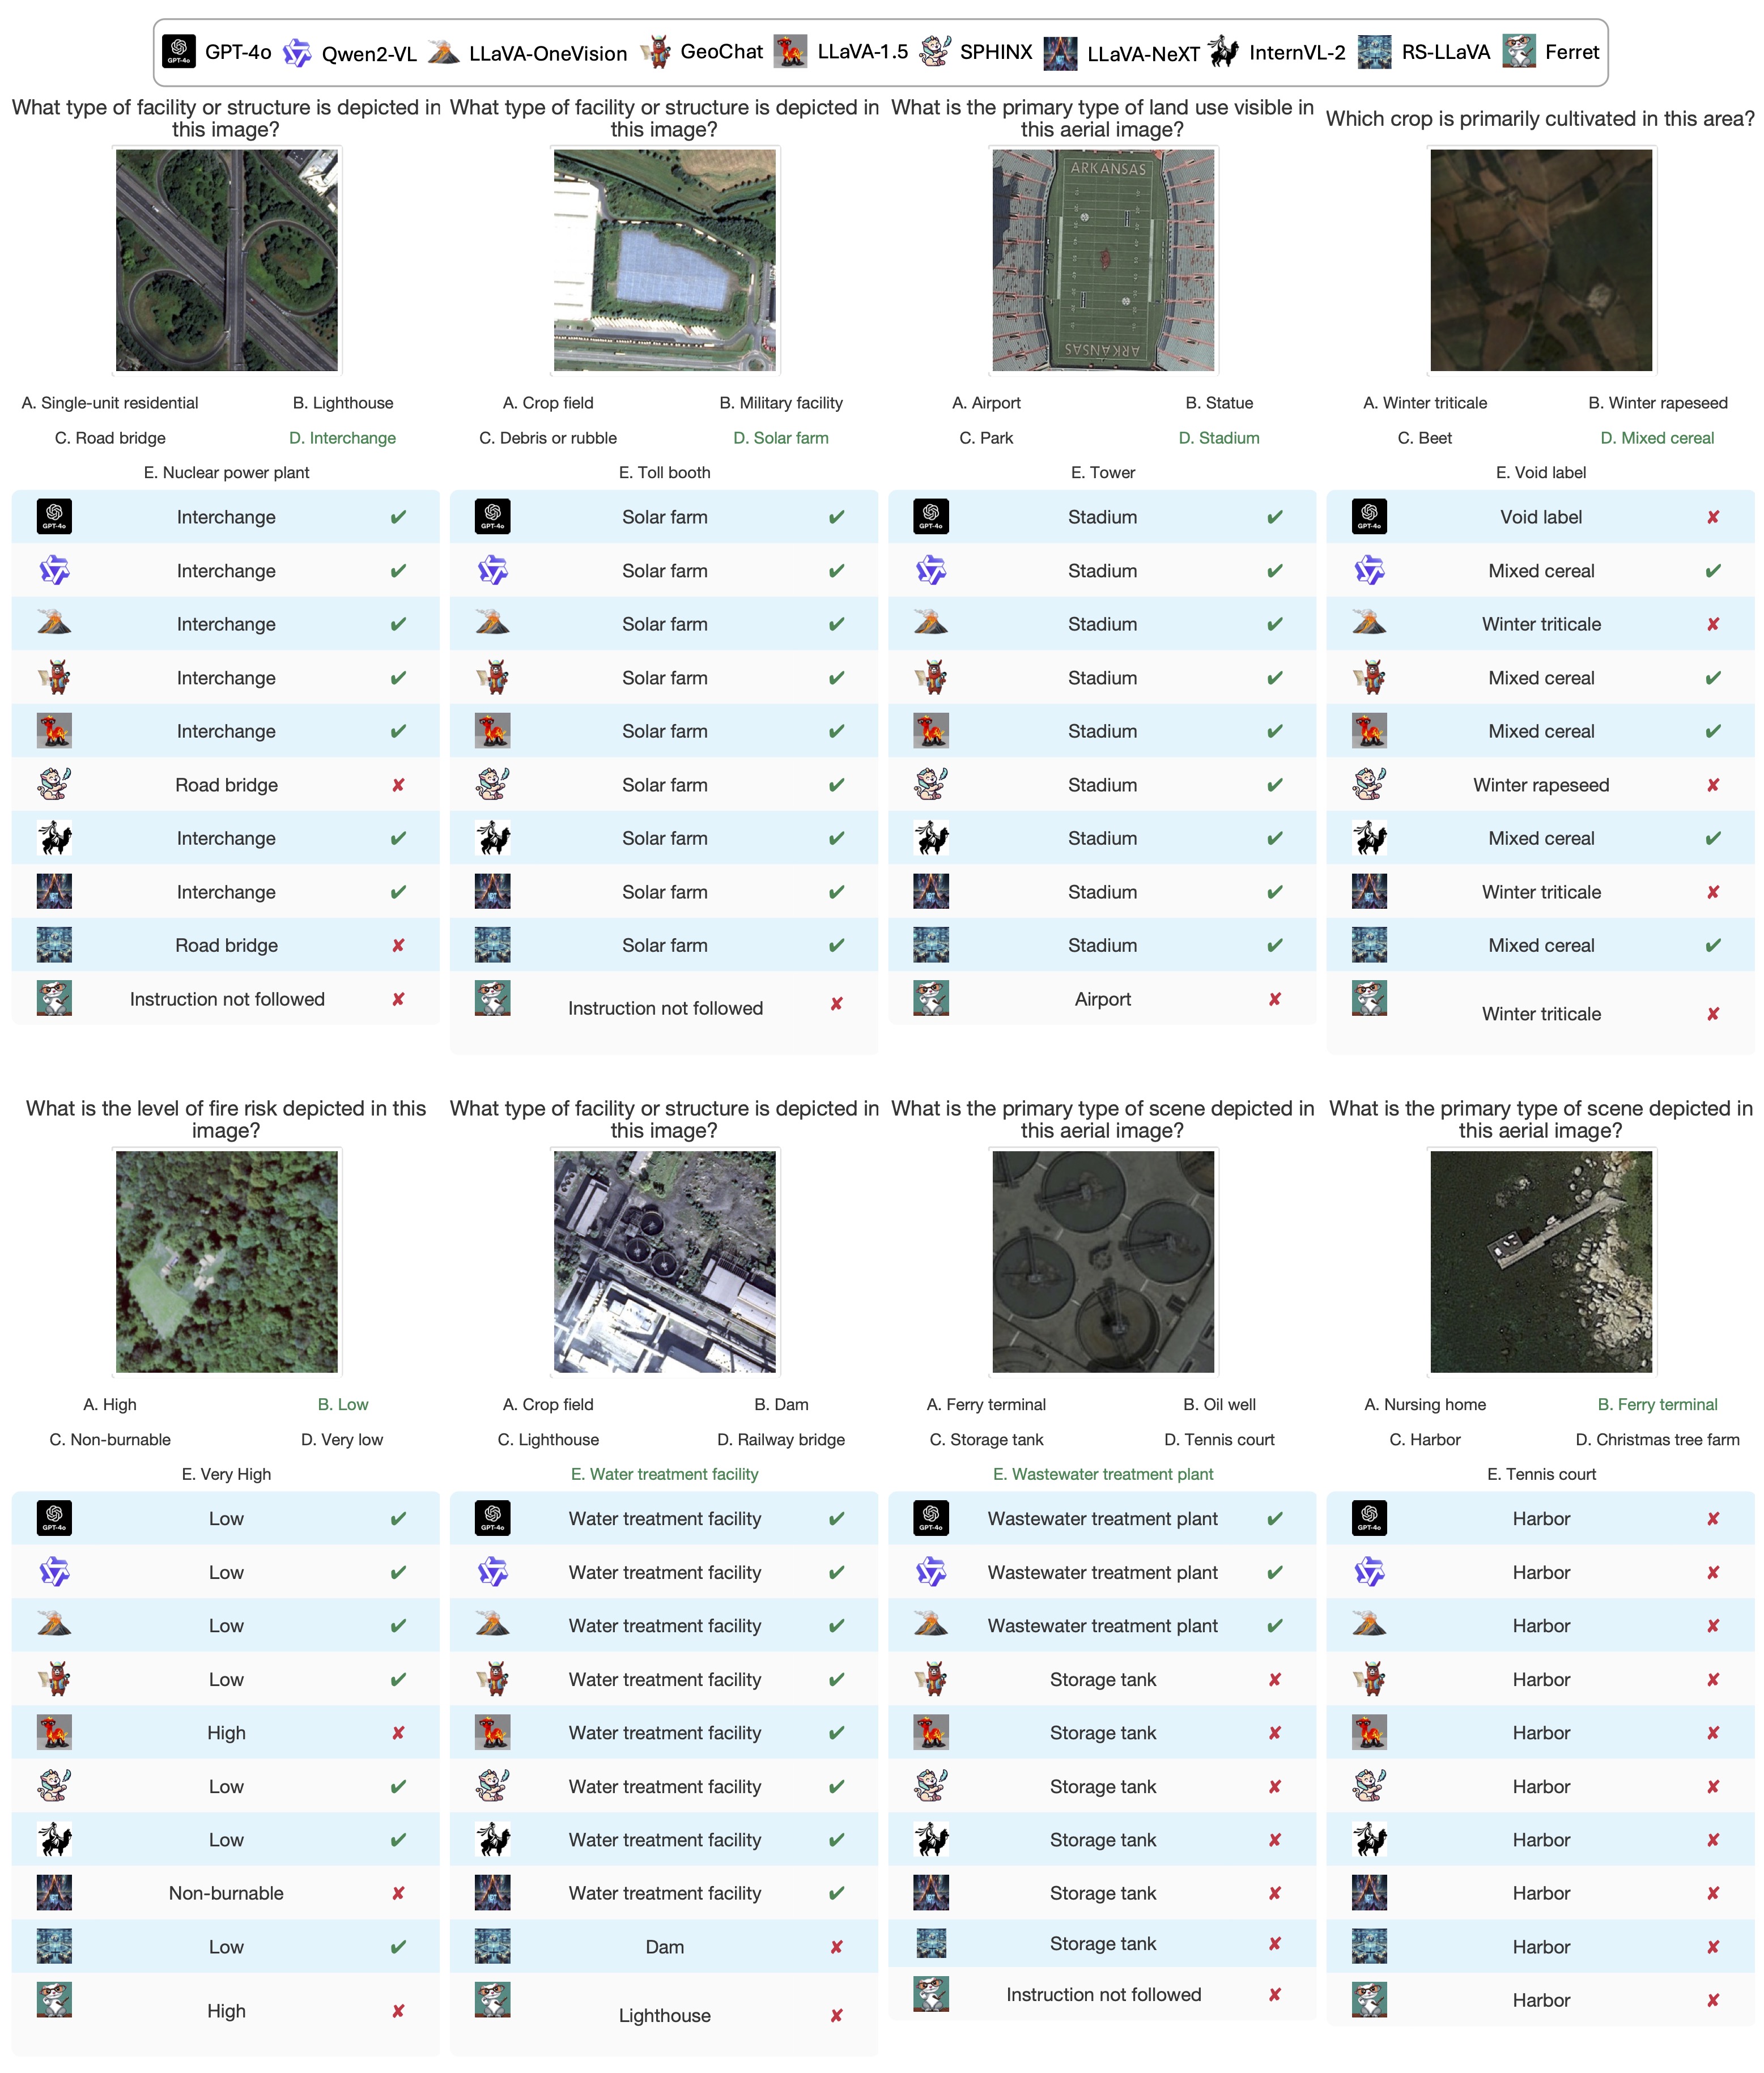 GPT-4o Qwen2-VL LLaVA-OneVision GeoChat LLaVA-1.5 SPHINX LLaVA-NeXT InternVL-2 RS-LLaVA Ferret
What type of facility or structure is depicted in
this image?
ARKANSAS
ARKANSAS
A. Single-unit residential B. Lighthouse
C. Road bridge D. Interchange
E. Nuclear power plant
GPT-4o Interchange ✔
Interchange ✔
Interchange ✔
Interchange ✔
Interchange ✔
Road bridge ✘
Interchange ✔
Interchange ✔
Road bridge ✘
Instruction not followed ✘
What type of facility or structure is depicted in
this image?
A. Crop field B. Military facility
C. Debris or rubble D. Solar farm
E. Toll booth
GPT-4o Solar farm ✔
Solar farm ✔
Solar farm ✔
Solar farm ✔
Solar farm ✔
Solar farm ✔
Solar farm ✔
Solar farm ✔
Solar farm ✔
Instruction not followed ✘
What is the primary type of land use visible in
this aerial image?
A. Airport B. Statue
C. Park D. Stadium
E. Tower
GPT-4o Stadium ✔
Stadium ✔
Stadium ✔
Stadium ✔
Stadium ✔
Stadium ✔
Stadium ✔
Stadium ✔
Stadium ✔
Airport ✘
Which crop is primarily cultivated in this area?
A. Winter triticale B. Winter rapeseed
C. Beet D. Mixed cereal
E. Void label
GPT-4o Void label ✘
Mixed cereal ✔
Winter triticale ✘
Mixed cereal ✔
Mixed cereal ✔
Winter rapeseed ✘
Mixed cereal ✔
Winter triticale ✘
Mixed cereal ✔
Winter triticale ✘
What is the level of fire risk depicted in this
image?
A. High B. Low
C. Non-burnable D. Very low
E. Very High
GPT-4o Low ✔
Low ✔
Low ✔
Low ✔
High ✘
Low ✔
Low ✔
Non-burnable ✘
Low ✔
High ✘
What type of facility or structure is depicted in
this image?
A. Crop field B. Dam
C. Lighthouse D. Railway bridge
E. Water treatment facility
GPT-4o Water treatment facility ✔
Water treatment facility ✔
Water treatment facility ✔
Water treatment facility ✔
Water treatment facility ✔
Water treatment facility ✔
Water treatment facility ✔
Water treatment facility ✔
Dam ✘
Lighthouse ✘
What is the primary type of scene depicted in
this aerial image?
A. Ferry terminal B. Oil well
C. Storage tank D. Tennis court
E. Wastewater treatment plant
GPT-4o Wastewater treatment plant ✔
Wastewater treatment plant ✔
Wastewater treatment plant ✔
Storage tank ✘
Storage tank ✘
Storage tank ✘
Storage tank ✘
Storage tank ✘
Storage tank ✘
Instruction not followed ✘
What is the primary type of scene depicted in
this aerial image?
A. Nursing home B. Ferry terminal
C. Harbor D. Christmas tree farm
E. Tennis court
GPT-4o Harbor ✘
Harbor ✘
Harbor ✘
Harbor ✘
Harbor ✘
Harbor ✘
Harbor ✘
Harbor ✘
Harbor ✘
Harbor ✘